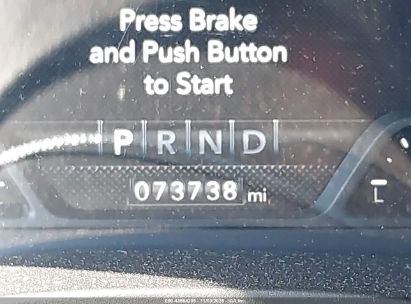 Press Brake
and Push Button
to Start
P R N D
073738 mi